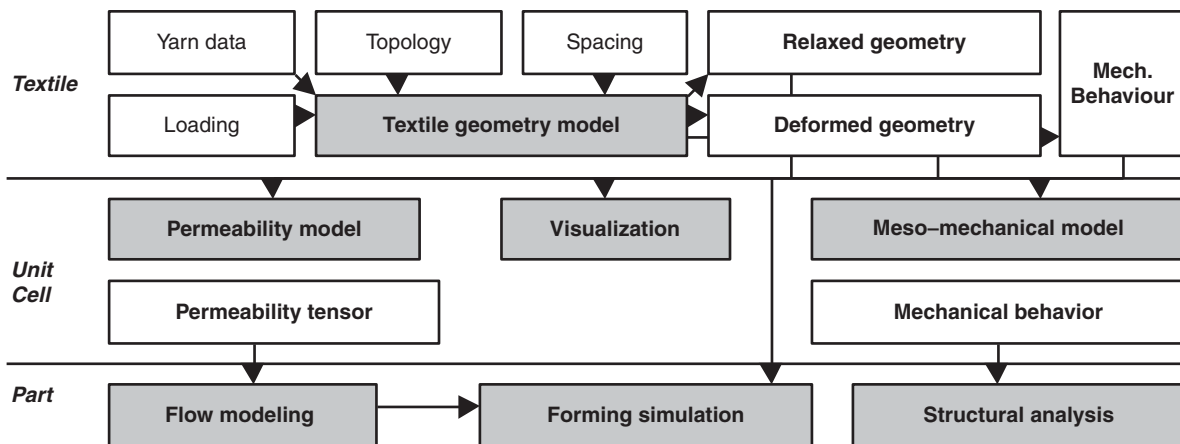 Textile
Yarn data
Topology
Spacing
Relaxed geometry
Mech.
Behaviour
Loading
Textile geometry model
Deformed geometry
Unit
Cell
Permeability model
Visualization
Meso–mechanical model
Permeability tensor
Mechanical behavior
Part
Flow modeling
Forming simulation
Structural analysis